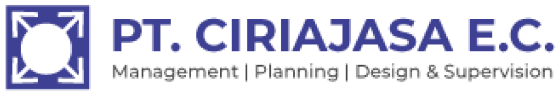 PT. CIRIAJASA E.C.
Management | Planning | Design & Supervision